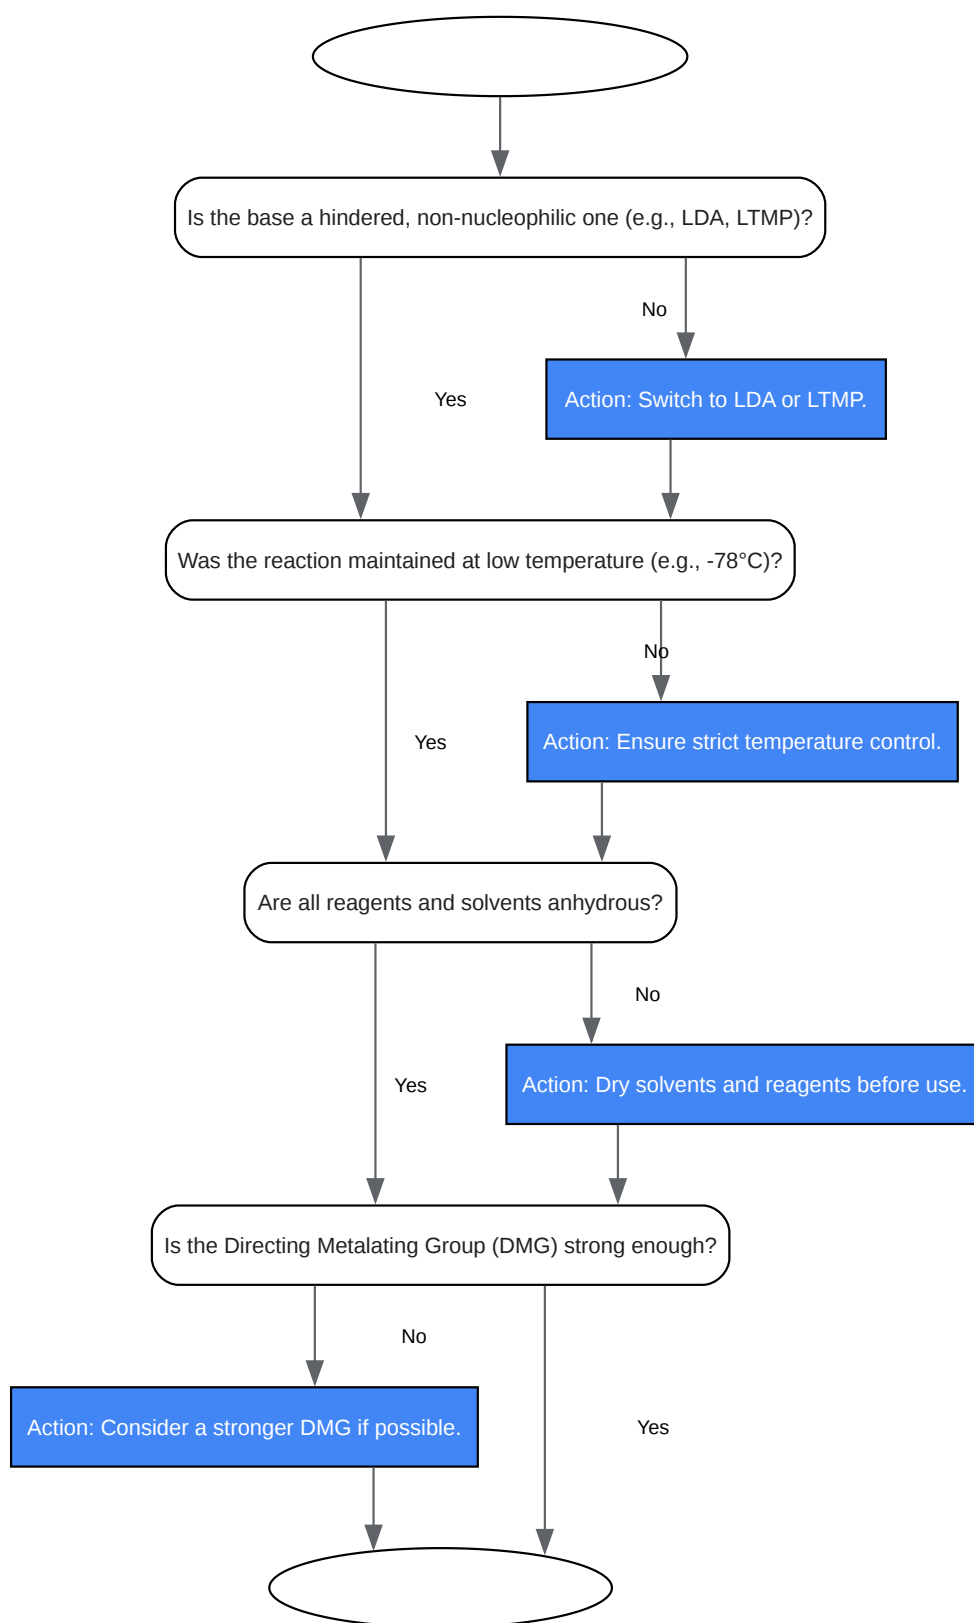 Is the base a hindered, non-nucleophilic one (e.g., LDA, LTMP)?
No
Yes
Action: Switch to LDA or LTMP.
Was the reaction maintained at low temperature (e.g., -78°C)?
No
Yes
Action: Ensure strict temperature control.
Are all reagents and solvents anhydrous?
No
Yes
Action: Dry solvents and reagents before use.
Is the Directing Metalating Group (DMG) strong enough?
No
Action: Consider a stronger DMG if possible.
Yes